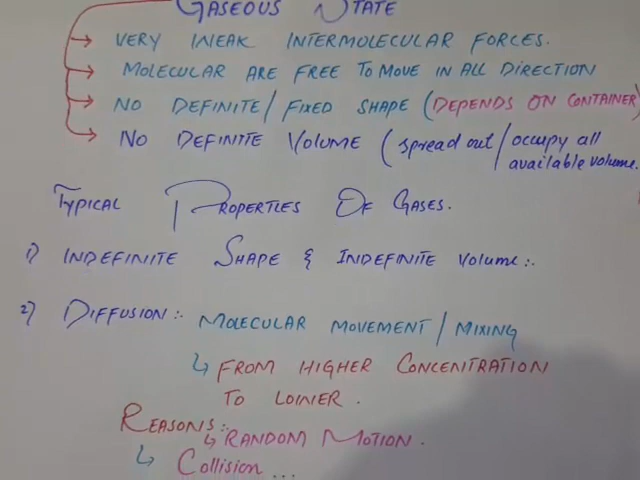 GASEOUS STATE
→ VERY WEAK INTERMOLECULAR FORCES.
→ MOLECULAR ARE FREE TO MOVE IN ALL DIRECTION
→ NO DEFINITE/FIXED SHAPE (DEPENDS ON CONTAINER)
→ NO DEFINITE VOLUME (spread out/occupy all
available volume.
TYPICAL PROPERTIES OF GASES.
1) INDEFINITE SHAPE & INDEFINITE Volume:.
2) DIFFUSION:. MOLECULAR MOVEMENT/MIXING
↳ FROM HIGHER CONCENTRATION
TO LOWER.
REASONS:.
↳ RANDOM MOTION.
↳ Collision ...